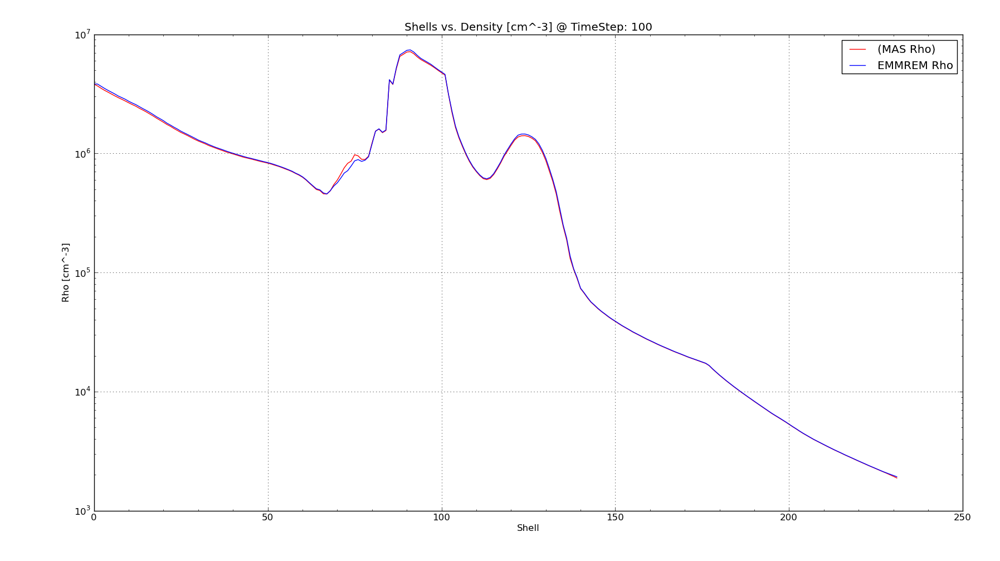 Shells vs. Density [cm^-3] @ TimeStep: 100
(MAS Rho)
EMMREM Rho
10^7
10^6
10^5
10^4
10^3
Rho [cm^-3]
0 50 100 150 200 250
Shell